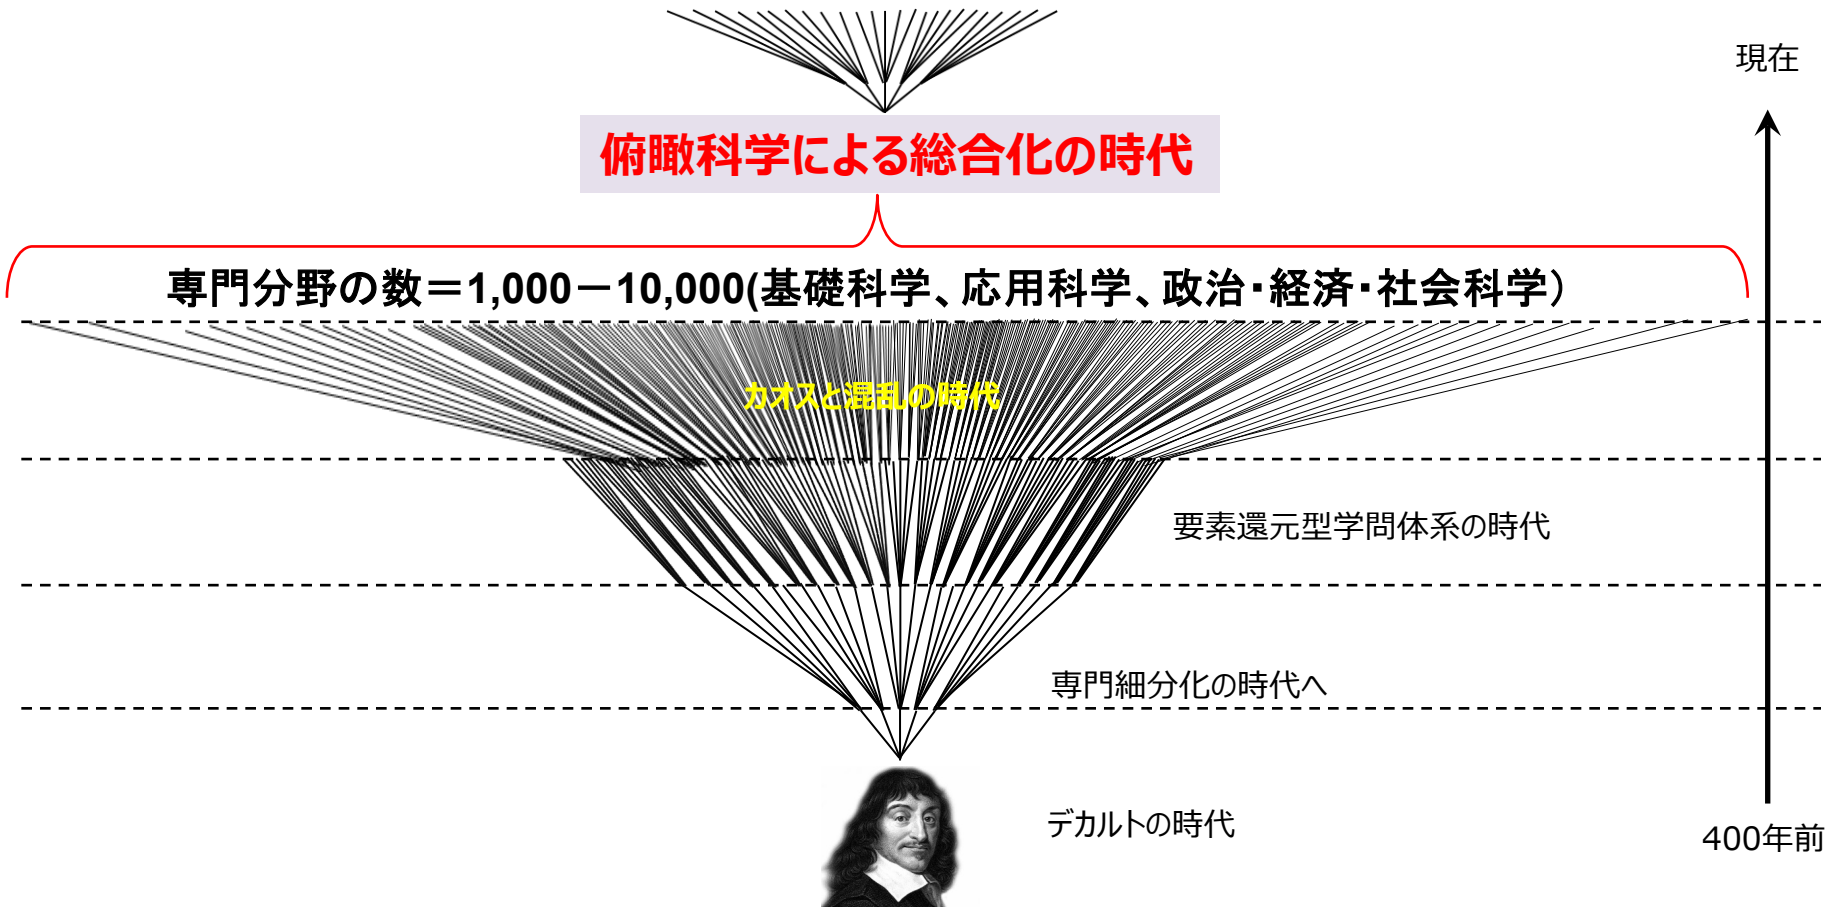 現在
俯瞰科学による総合化の時代
専門分野の数＝1,000－10,000(基礎科学、応用科学、政治・経済・社会科学）
カオスと混乱の時代
要素還元型学問体系の時代
専門細分化の時代へ
デカルトの時代
400年前